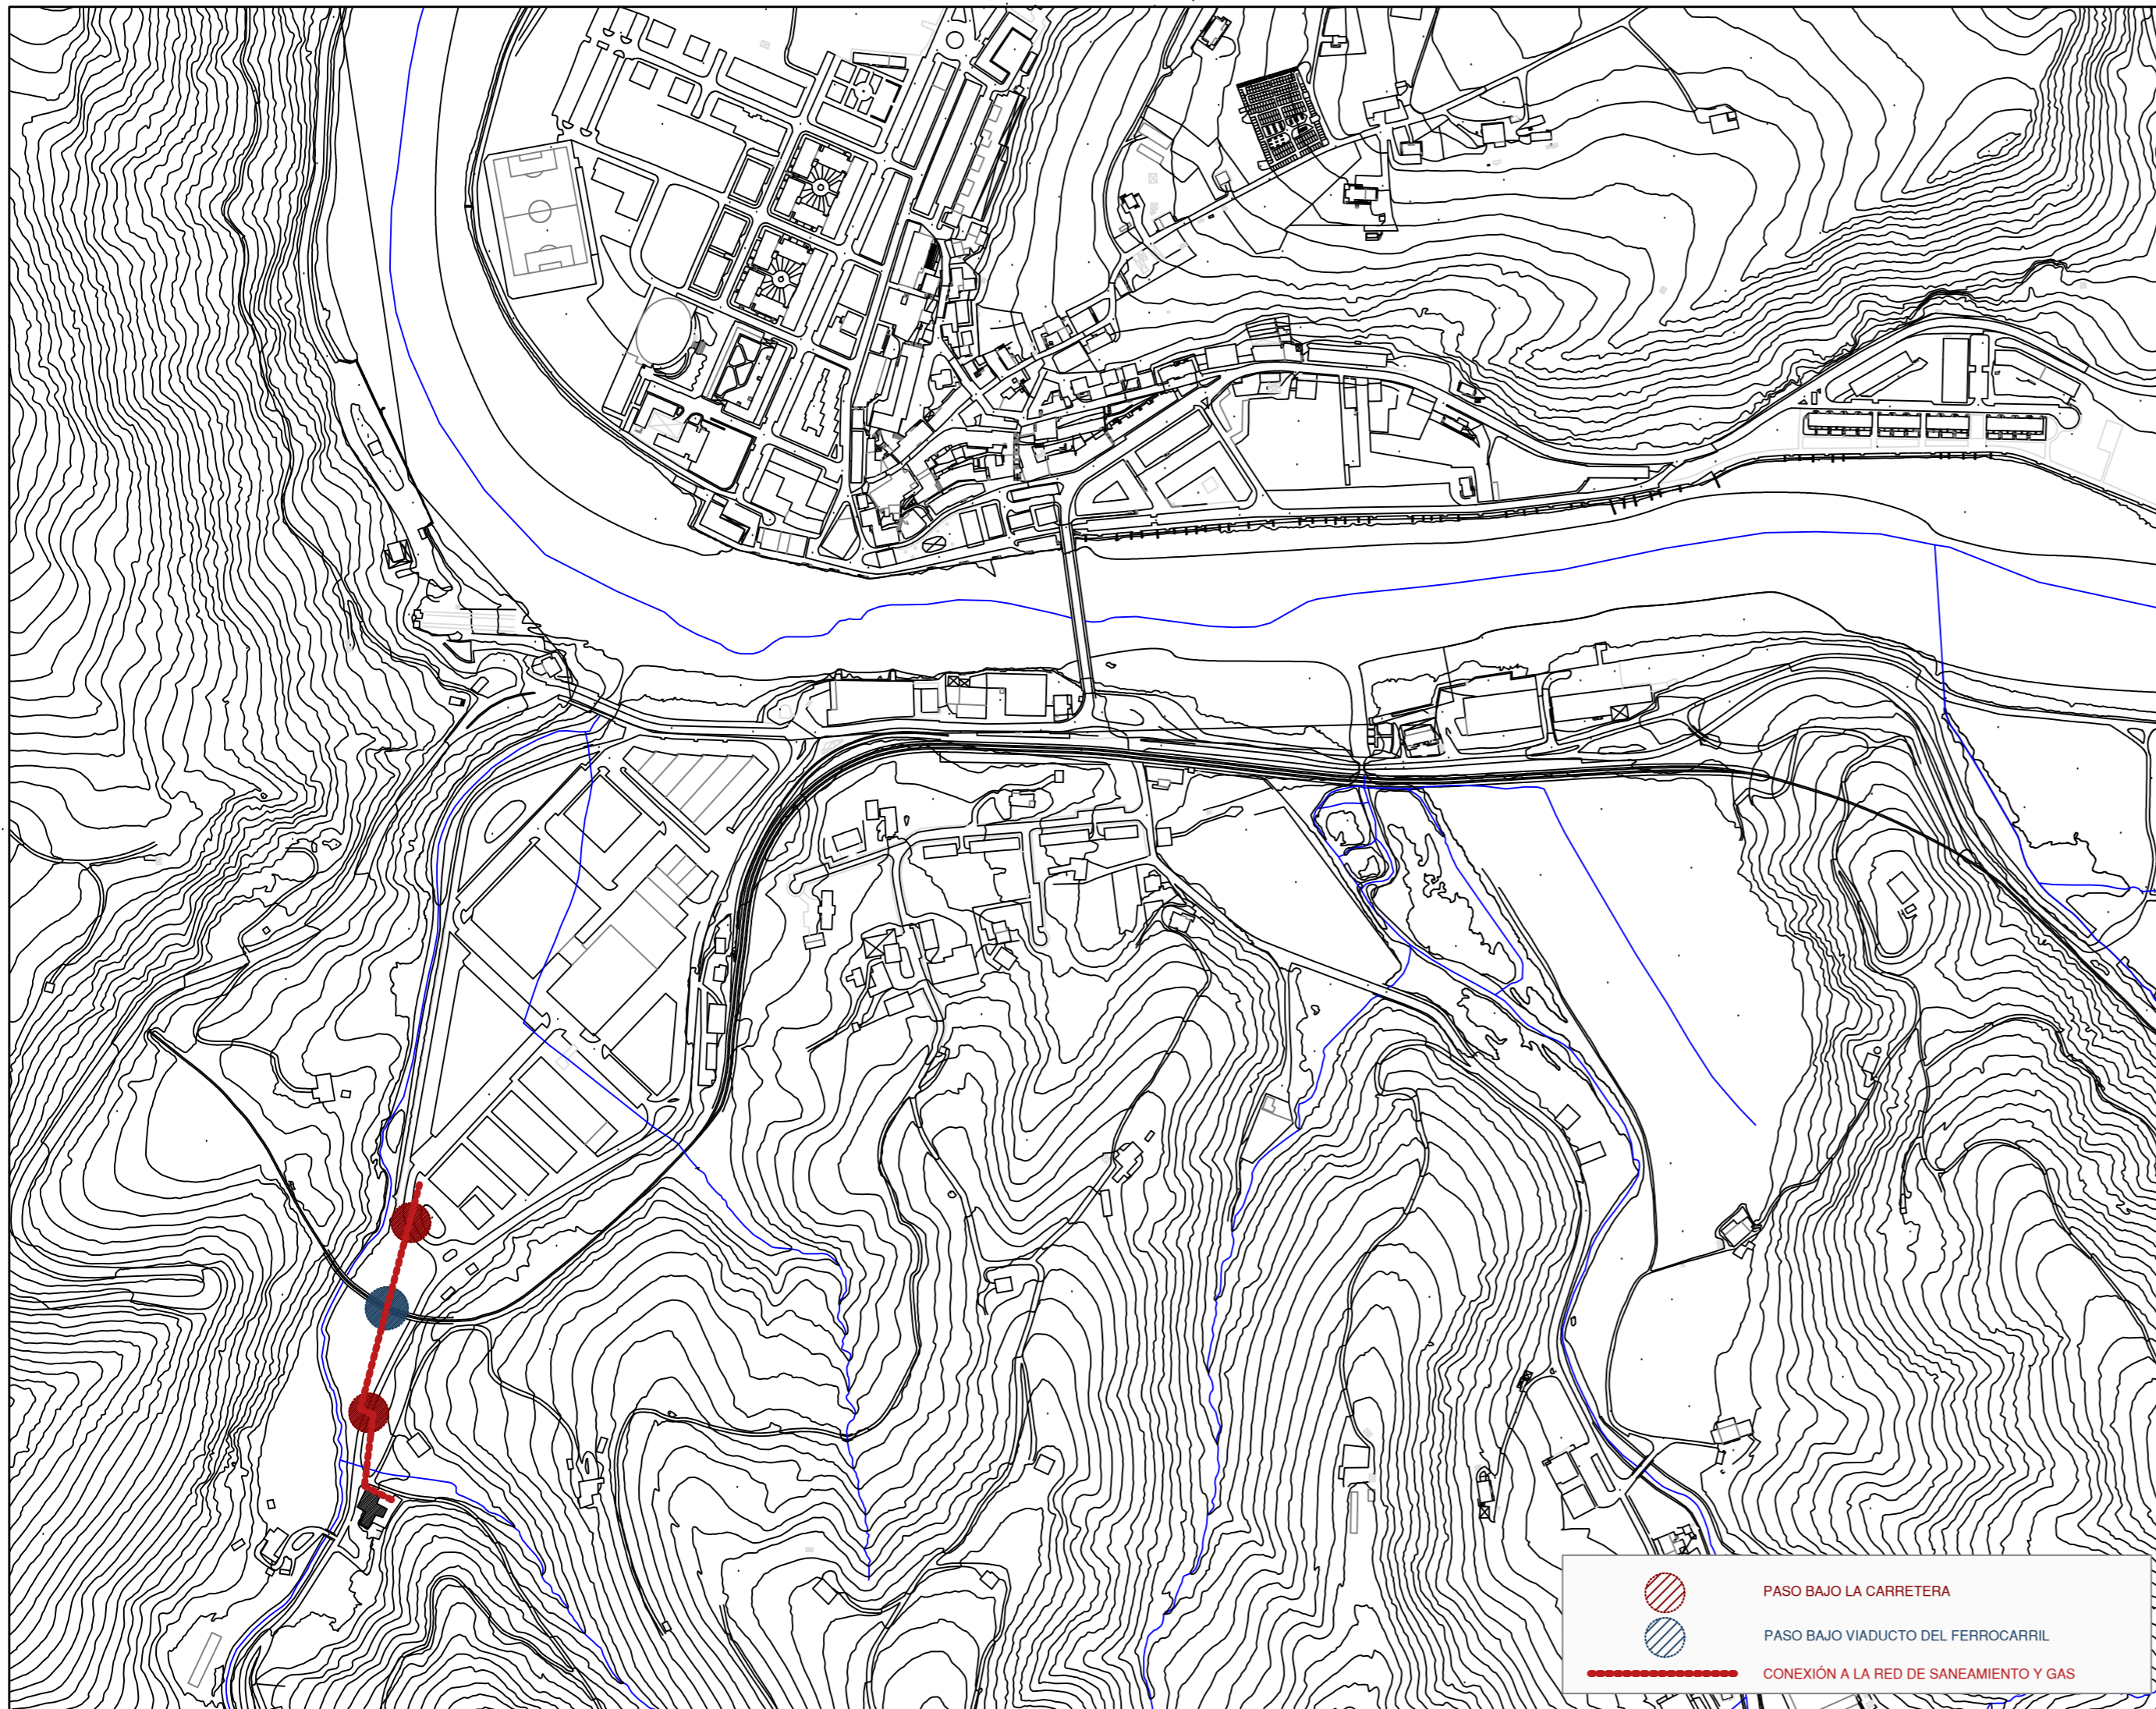 PASO BAJO LA CARRETERA
PASO BAJO VIADUCTO DEL FERROCARRIL
CONEXIÓN A LA RED DE SANEAMIENTO Y GAS